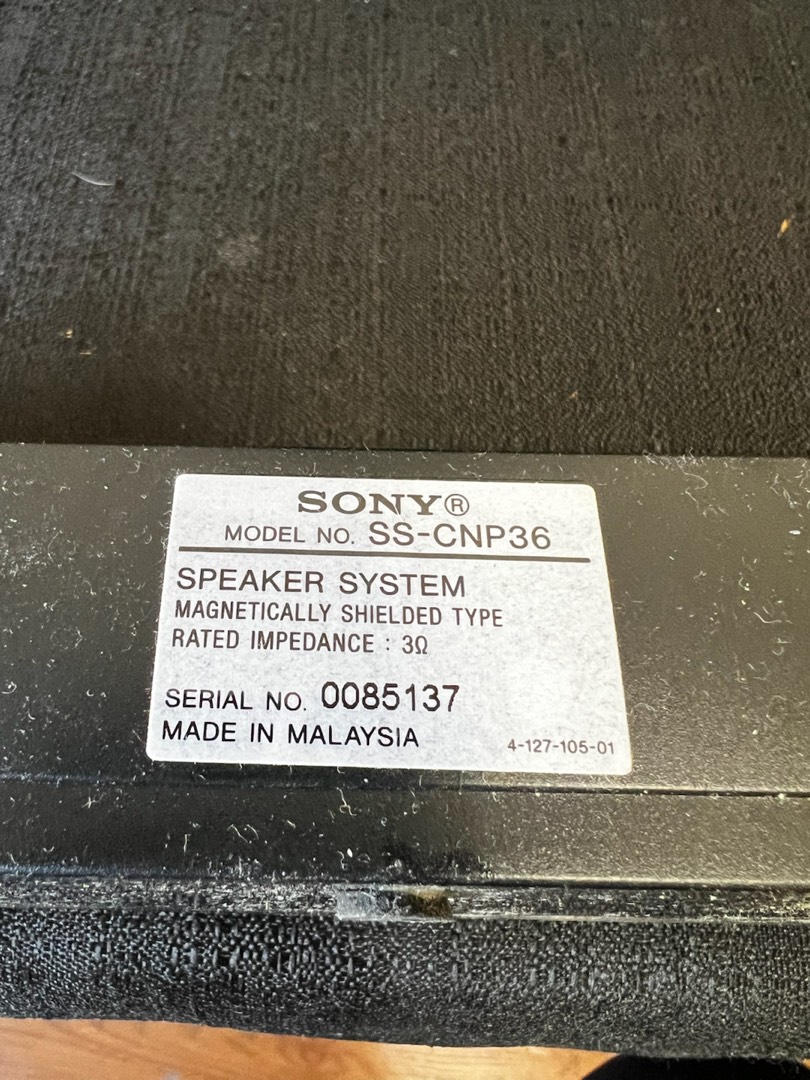 SONY®
MODEL NO. SS-CNP36
SPEAKER SYSTEM
MAGNETICALLY SHIELDED TYPE
RATED IMPEDANCE : 3Ω
SERIAL NO. 0085137
MADE IN MALAYSIA 4-127-105-01